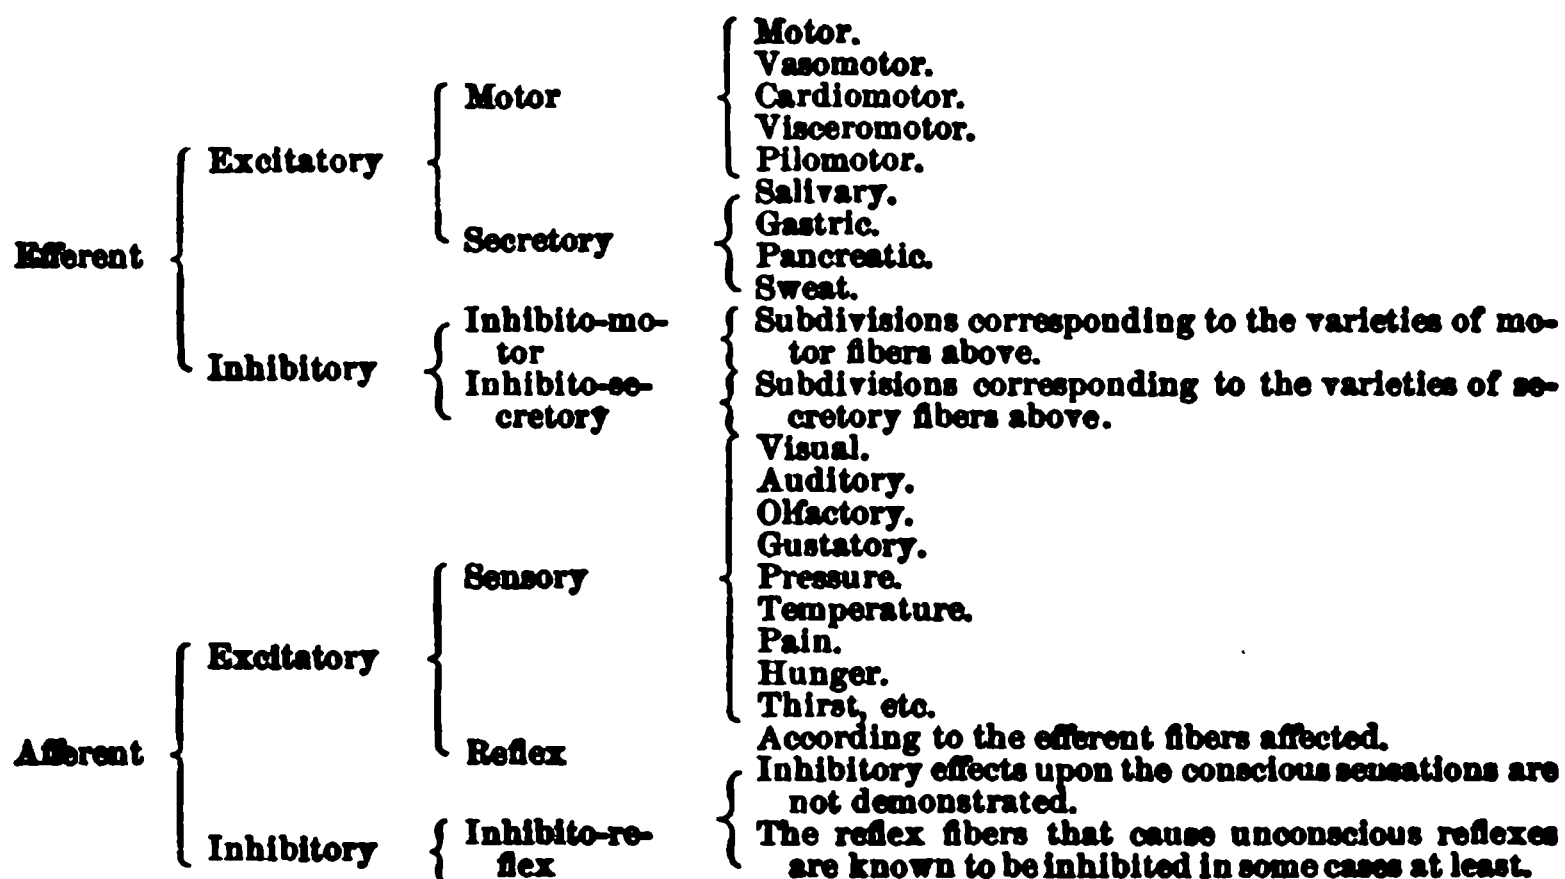 Motor.
Vasomotor.
Motor Cardiomotor.
Visceromotor.
Excitatory Pilomotor.
Salivary.
Gastric.
Secretory
Efferent Pancreatic.
Sweat.
Inhibito-mo- Subdivisions corresponding to the varieties of mo-
tor tor fibers above.
Inhibitory Inhibito-se- Subdivisions corresponding to the varieties of se-
cretory cretory fibers above.
Visual.
Auditory.
Olfactory.
Gustatory.
Sensory Pressure.
Temperature.
Pain.
Excitatory
Hunger.
Thirst, etc.
Afferent Reflex According to the efferent fibers affected.
Inhibitory effects upon the conscious sensations are
not demonstrated.
Inhibitory Inhibito-re- The reflex fibers that cause unconscious reflexes
flex are known to be inhibited in some cases at least.